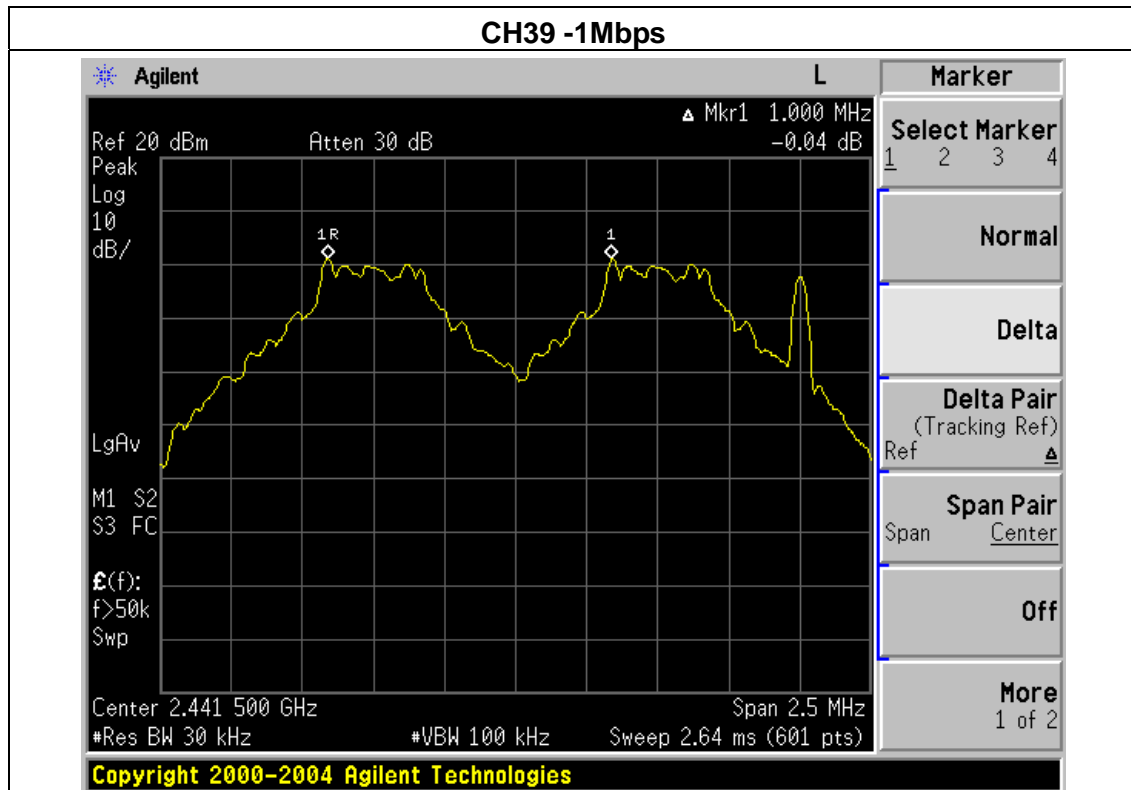 CH39 -1Mbps
Agilent
L
Marker
▵ Mkr1 1.000 MHz
Ref 20 dBm Atten 30 dB -0.04 dB
Peak
Log
10
dB/
1R
1
LgAv
M1 S2
S3 FC
£(f):
f>50k
Swp
Center 2.441 500 GHz Span 2.5 MHz
#Res BW 30 kHz #VBW 100 kHz Sweep 2.64 ms (601 pts)
Select Marker
1 2 3 4
Normal
Delta
Delta Pair
(Tracking Ref)
Ref ▵
Span Pair
Span Center
Off
More
1 of 2
Copyright 2000-2004 Agilent Technologies